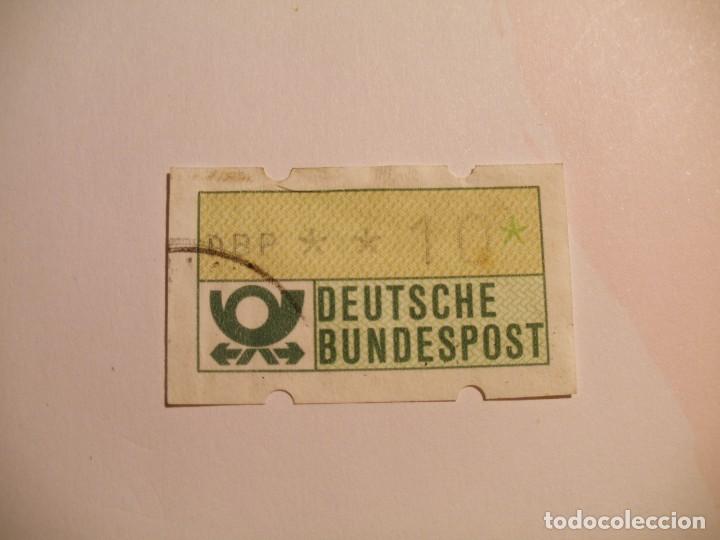 DBP * * 10*
DEUTSCHE
BUNDESPOST
todocoleccion